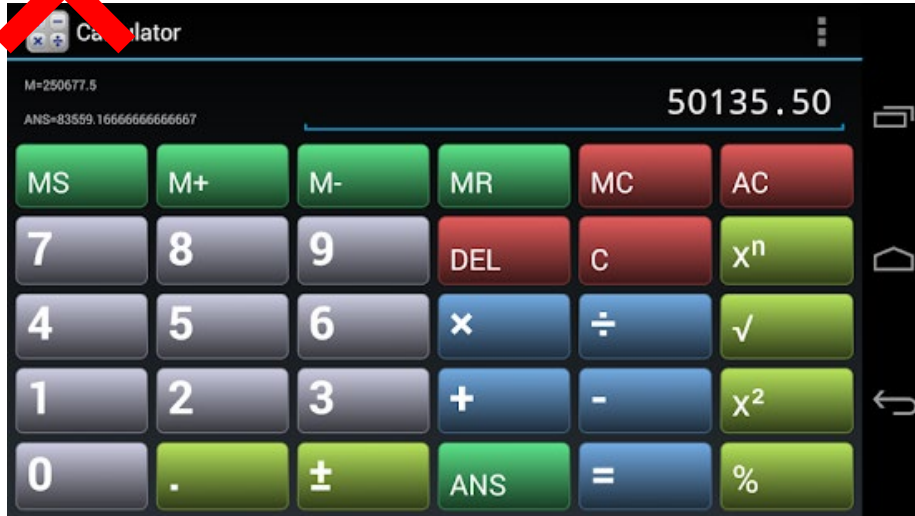 Calculator
M=250677.5
50135.50
ANS=83559.16666666666667
MS M+ M- MR MC AC
7 8 9 DEL C xⁿ
4 5 6 × ÷ √
1 2 3 + - x²
0 . ± ANS = %